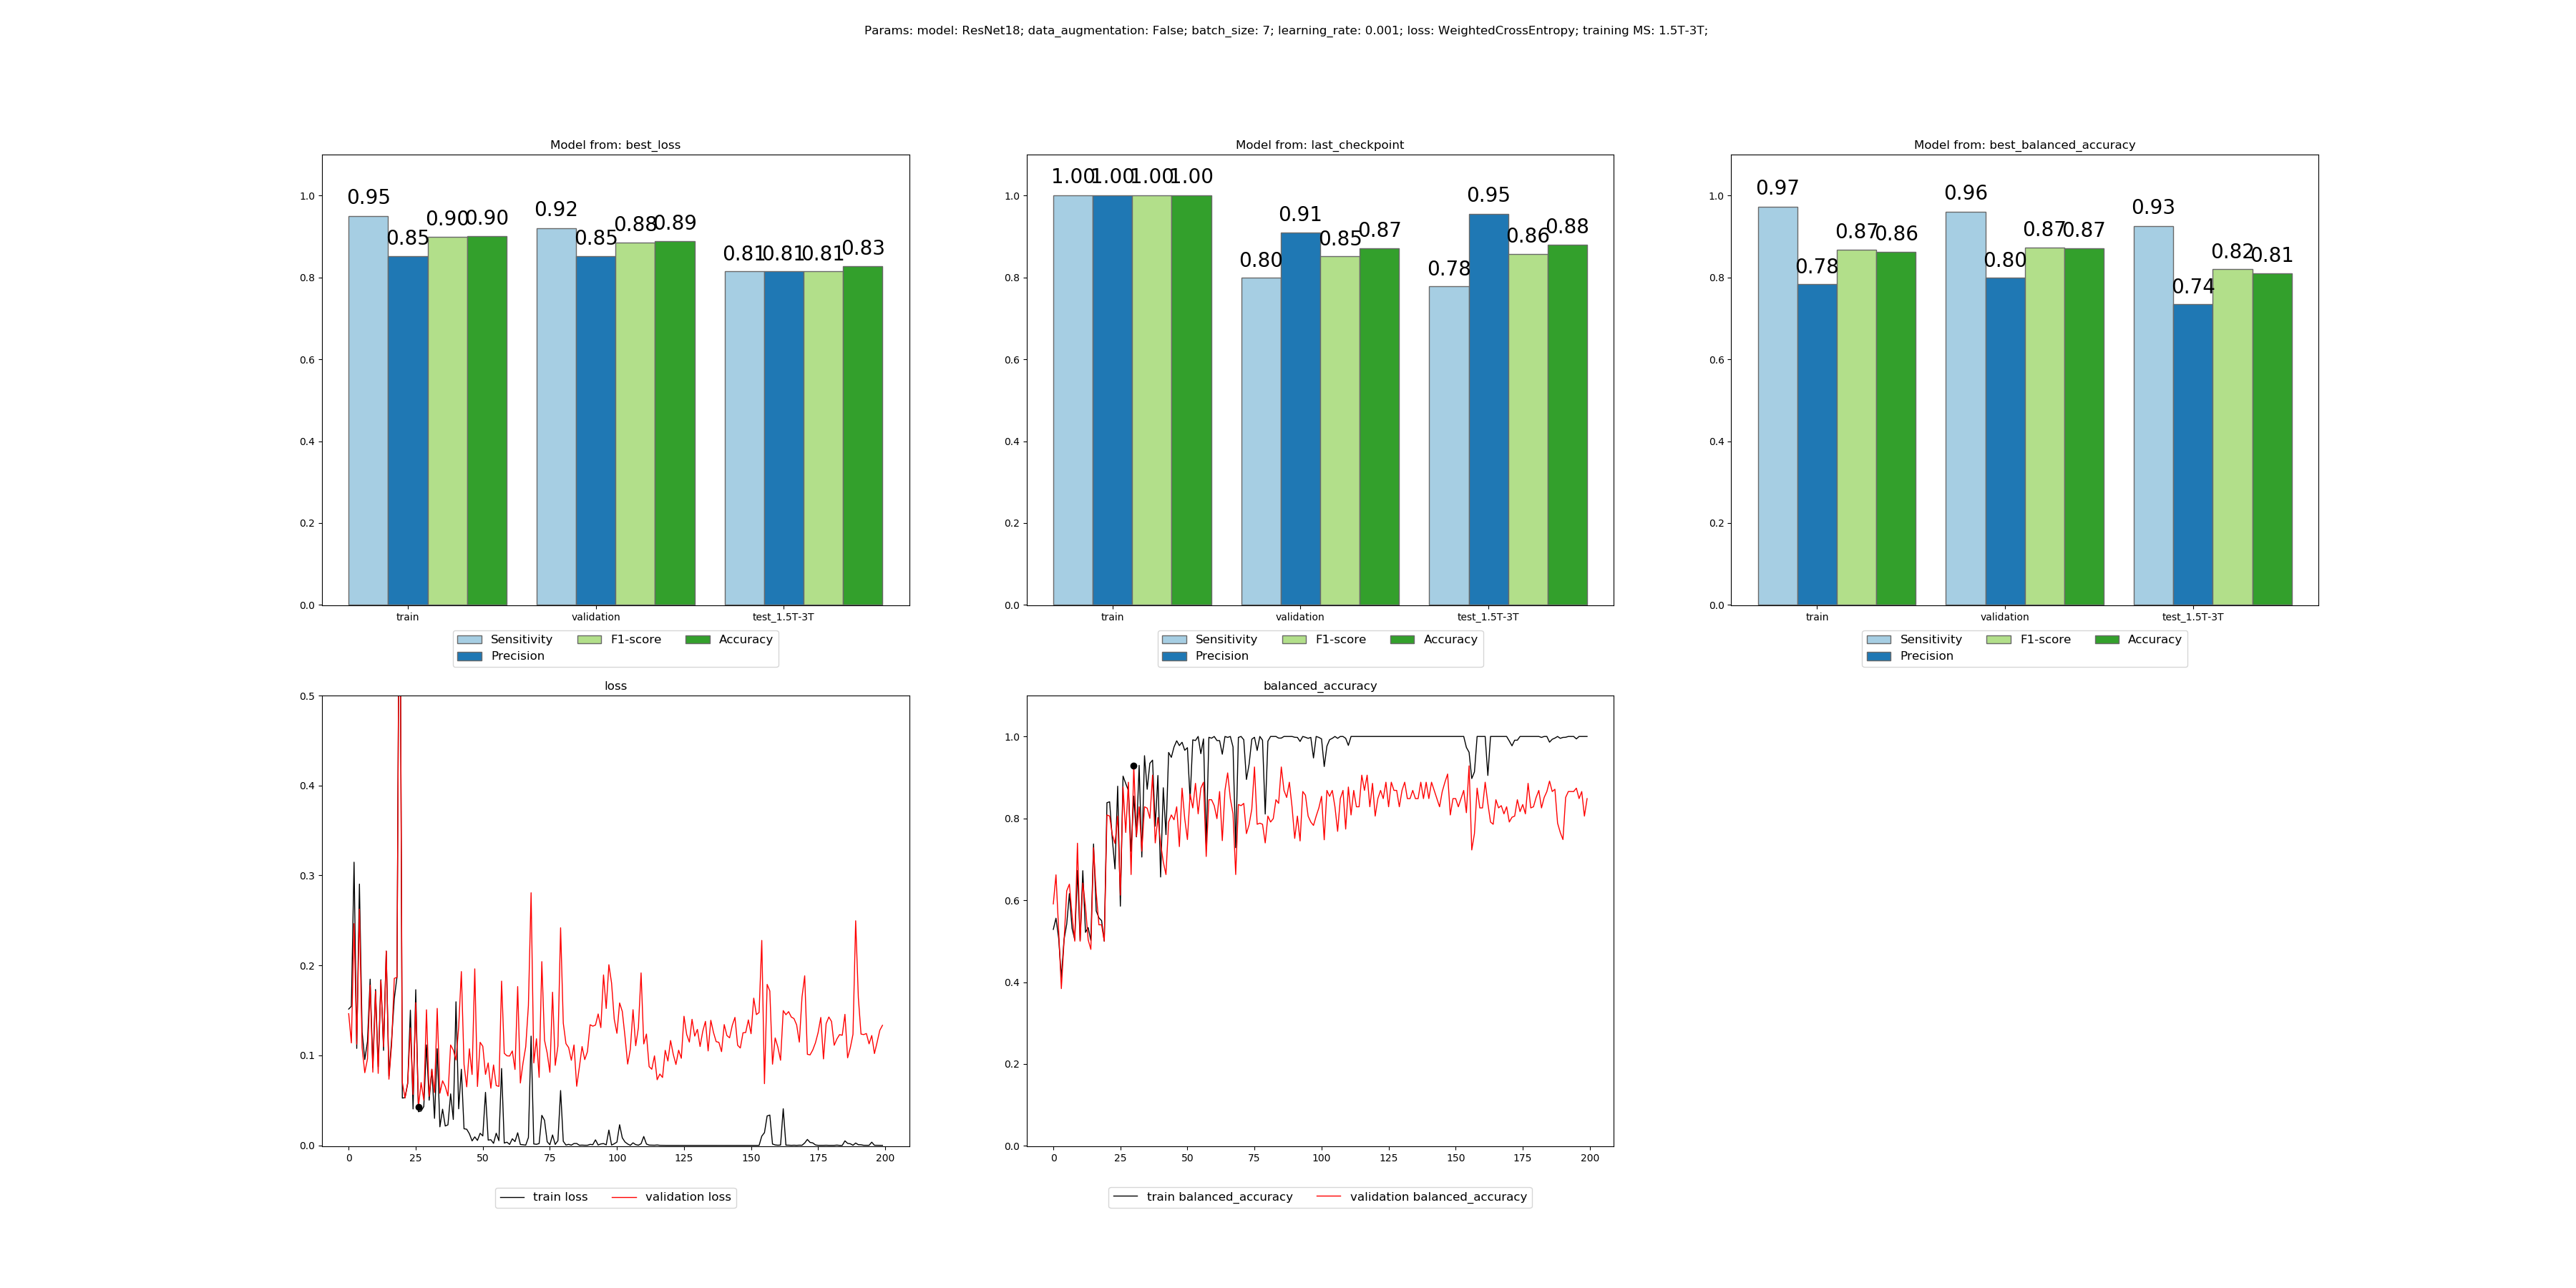 Params: model: ResNet18; data_augmentation: False; batch_size: 7; learning_rate: 0.001; loss: WeightedCrossEntropy; training MS: 1.5T-3T;
Model from: best_loss
1.0
0.8
0.6
0.4
0.2
0.0
0.95
0.85
0.90
0.90
0.92
0.85
0.88
0.89
0.81
0.81
0.81
0.83
train
validation
test_1.5T-3T
Sensitivity
F1-score
Accuracy
Precision
Model from: last_checkpoint
1.0
0.8
0.6
0.4
0.2
0.0
1.00
1.00
1.00
1.00
0.80
0.91
0.85
0.87
0.78
0.95
0.86
0.88
train
validation
test_1.5T-3T
Sensitivity
F1-score
Accuracy
Precision
Model from: best_balanced_accuracy
1.0
0.8
0.6
0.4
0.2
0.0
0.97
0.78
0.87
0.86
0.96
0.80
0.87
0.87
0.93
0.74
0.82
0.81
train
validation
test_1.5T-3T
Sensitivity
F1-score
Accuracy
Precision
loss
0.5
0.4
0.3
0.2
0.1
0.0
0 25 50 75 100 125 150 175 200
train loss
validation loss
balanced_accuracy
1.0
0.8
0.6
0.4
0.2
0.0
0 25 50 75 100 125 150 175 200
train balanced_accuracy
validation balanced_accuracy